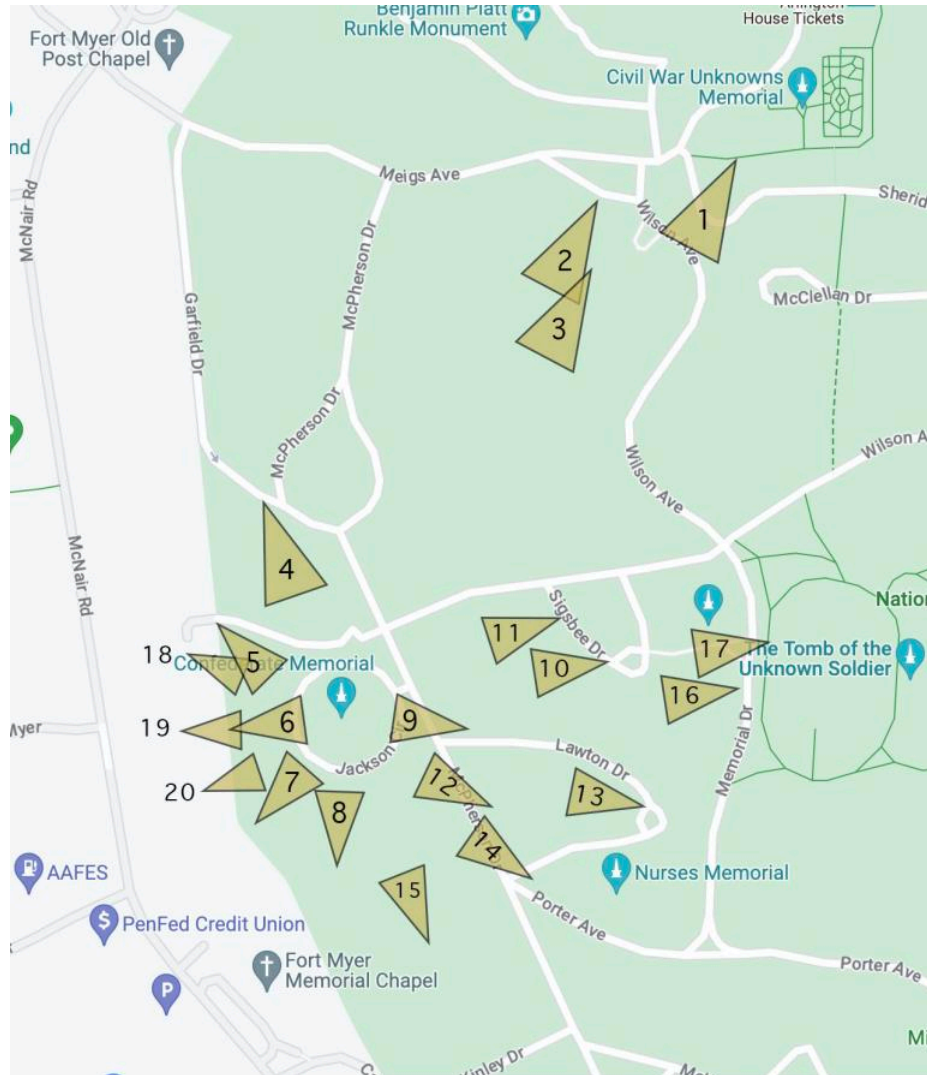 Benjamin Platt
Runkle Monument
Arlington
House Tickets
Fort Myer Old
Post Chapel
Civil War Unknowns
Memorial
nd
McNair Rd
Meigs Ave
1
Wilson Ave
Sherid
2
McPherson Dr
McClellan Dr
Garfield Dr
3
McPherson Dr
Wilson A
Wilson Ave
McNair Rd
4
Sigsbee Dr
Natio
11
18
5
Confederate Memorial
10
17
The Tomb of the
Unknown Soldier
16
19
6
9
Myer
Jackson Cir
Lawton Dr
Memorial Dr
20
7
12
McPherson Dr
13
8
14
AAFES
15
Nurses Memorial
PenFed Credit Union
Porter Ave
Fort Myer
Memorial Chapel
Porter Ave
P
Mi
Kinley Dr